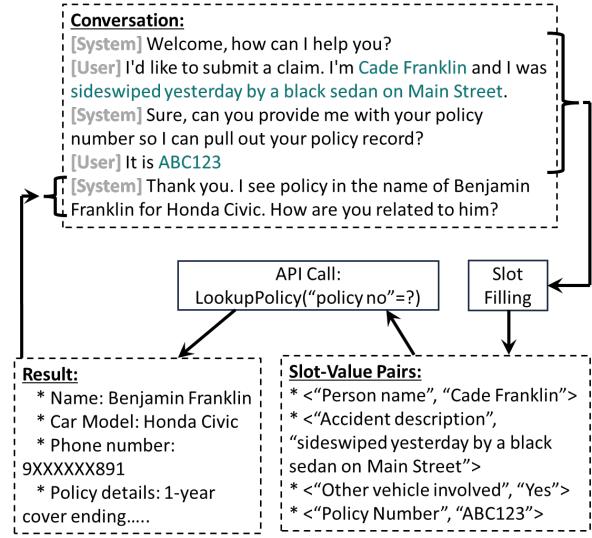 Conversation:
[System] Welcome, how can I help you?
[User] I'd like to submit a claim. I'm Cade Franklin and I was
sideswiped yesterday by a black sedan on Main Street.
[System] Sure, can you provide me with your policy
number so I can pull out your policy record?
[User] It is ABC123
[System] Thank you. I see policy in the name of Benjamin
Franklin for Honda Civic. How are you related to him?
API Call:
LookupPolicy(“policy no”=?)
Slot
Filling
Result:
* Name: Benjamin Franklin
* Car Model: Honda Civic
* Phone number:
9XXXXXX891
* Policy details: 1-year
cover ending.....
Slot-Value Pairs:
* <“Person name”, “Cade Franklin”>
* <“Accident description”,
“sideswiped yesterday by a black
sedan on Main Street”>
* <“Other vehicle involved”, “Yes”>
* <“Policy Number”, “ABC123”>